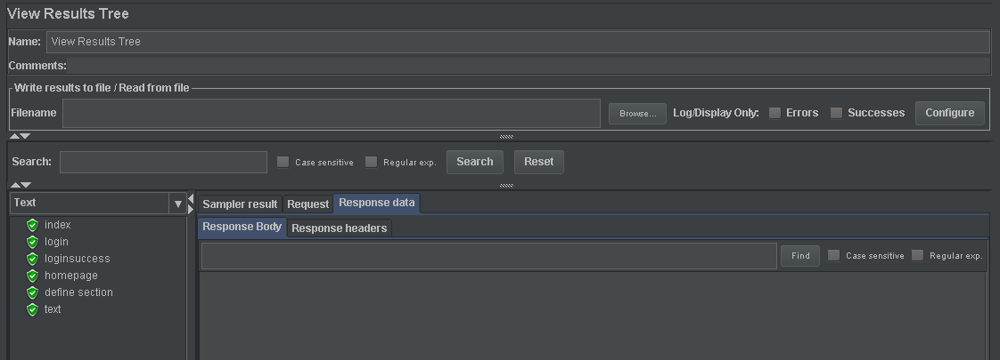 View Results Tree
Name: View Results Tree
Comments:
Write results to file / Read from file
Filename Browse... Log/Display Only: Errors Successes Configure
Search: Case sensitive Regular exp. Search Reset
Text
index
login
loginsuccess
homepage
define section
text
Sampler result Request Response data
Response Body Response headers
Find Case sensitive Regular exp.